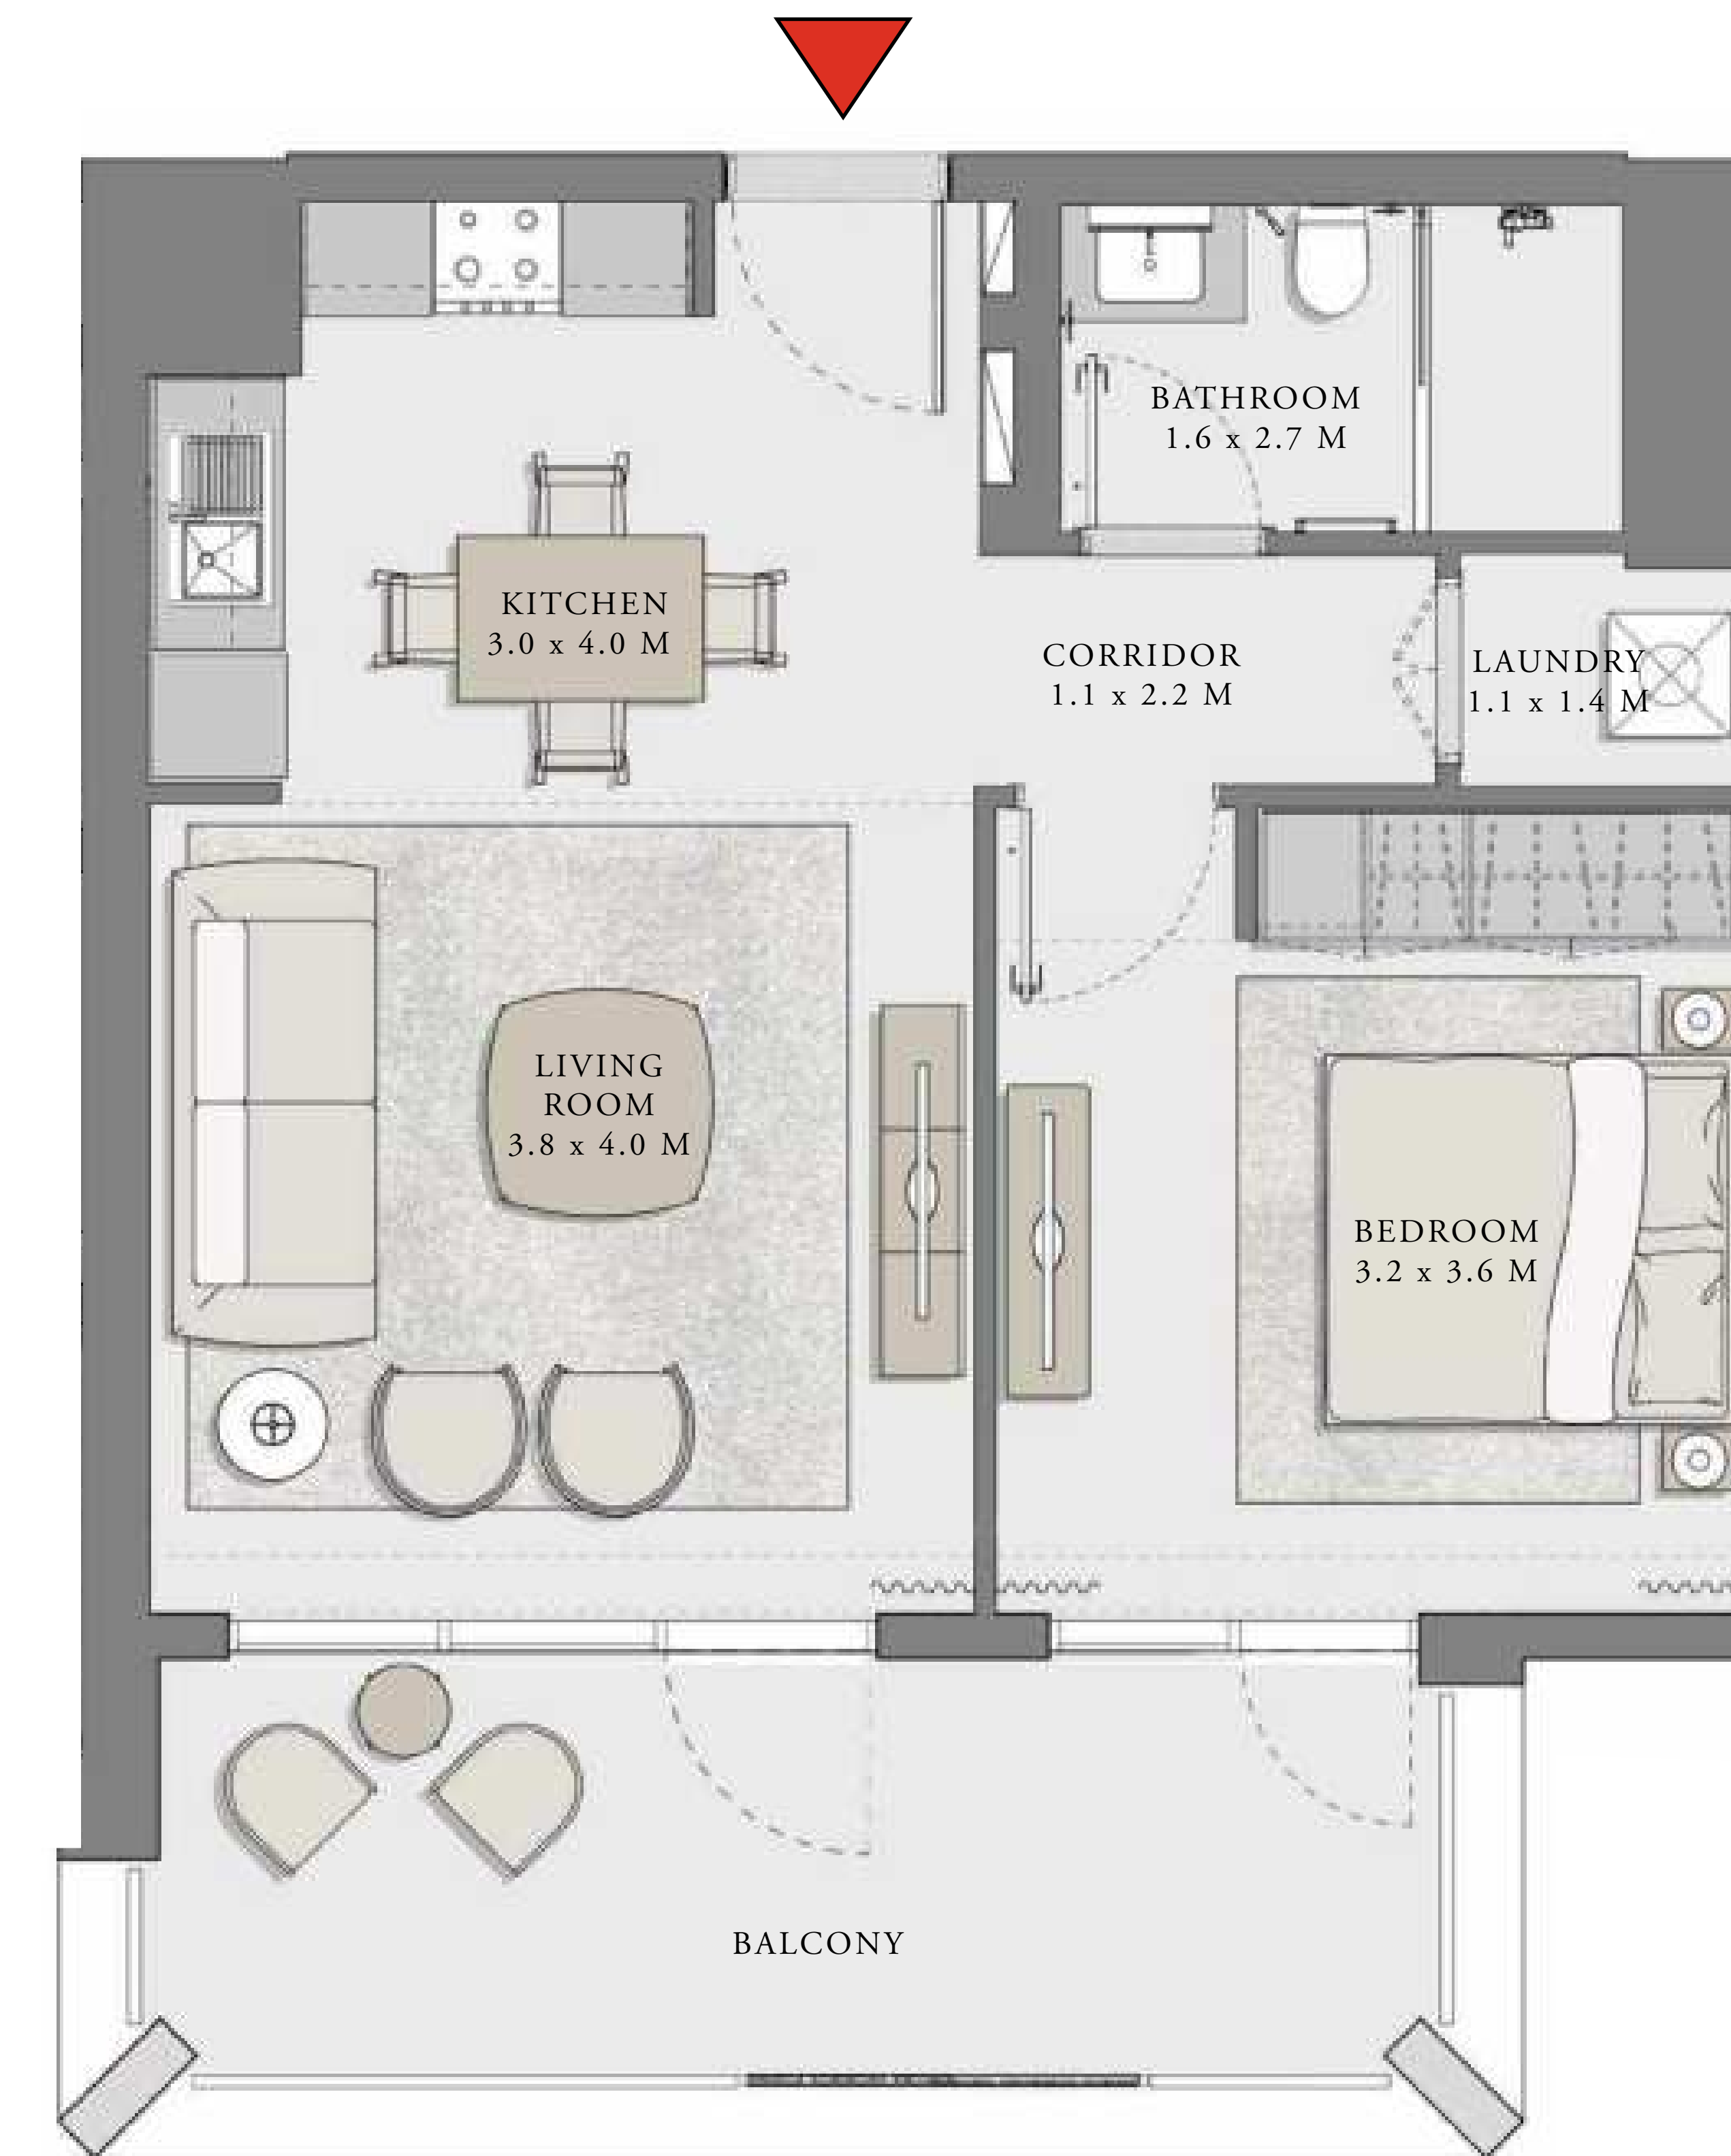 BATHROOM
1.6 x 2.7 M
KITCHEN
3.0 x 4.0 M
CORRIDOR
1.1 x 2.2 M
LAUNDRY
1.1 x 1.4 M
LIVING
ROOM
3.8 x 4.0 M
BEDROOM
3.2 x 3.6 M
BALCONY